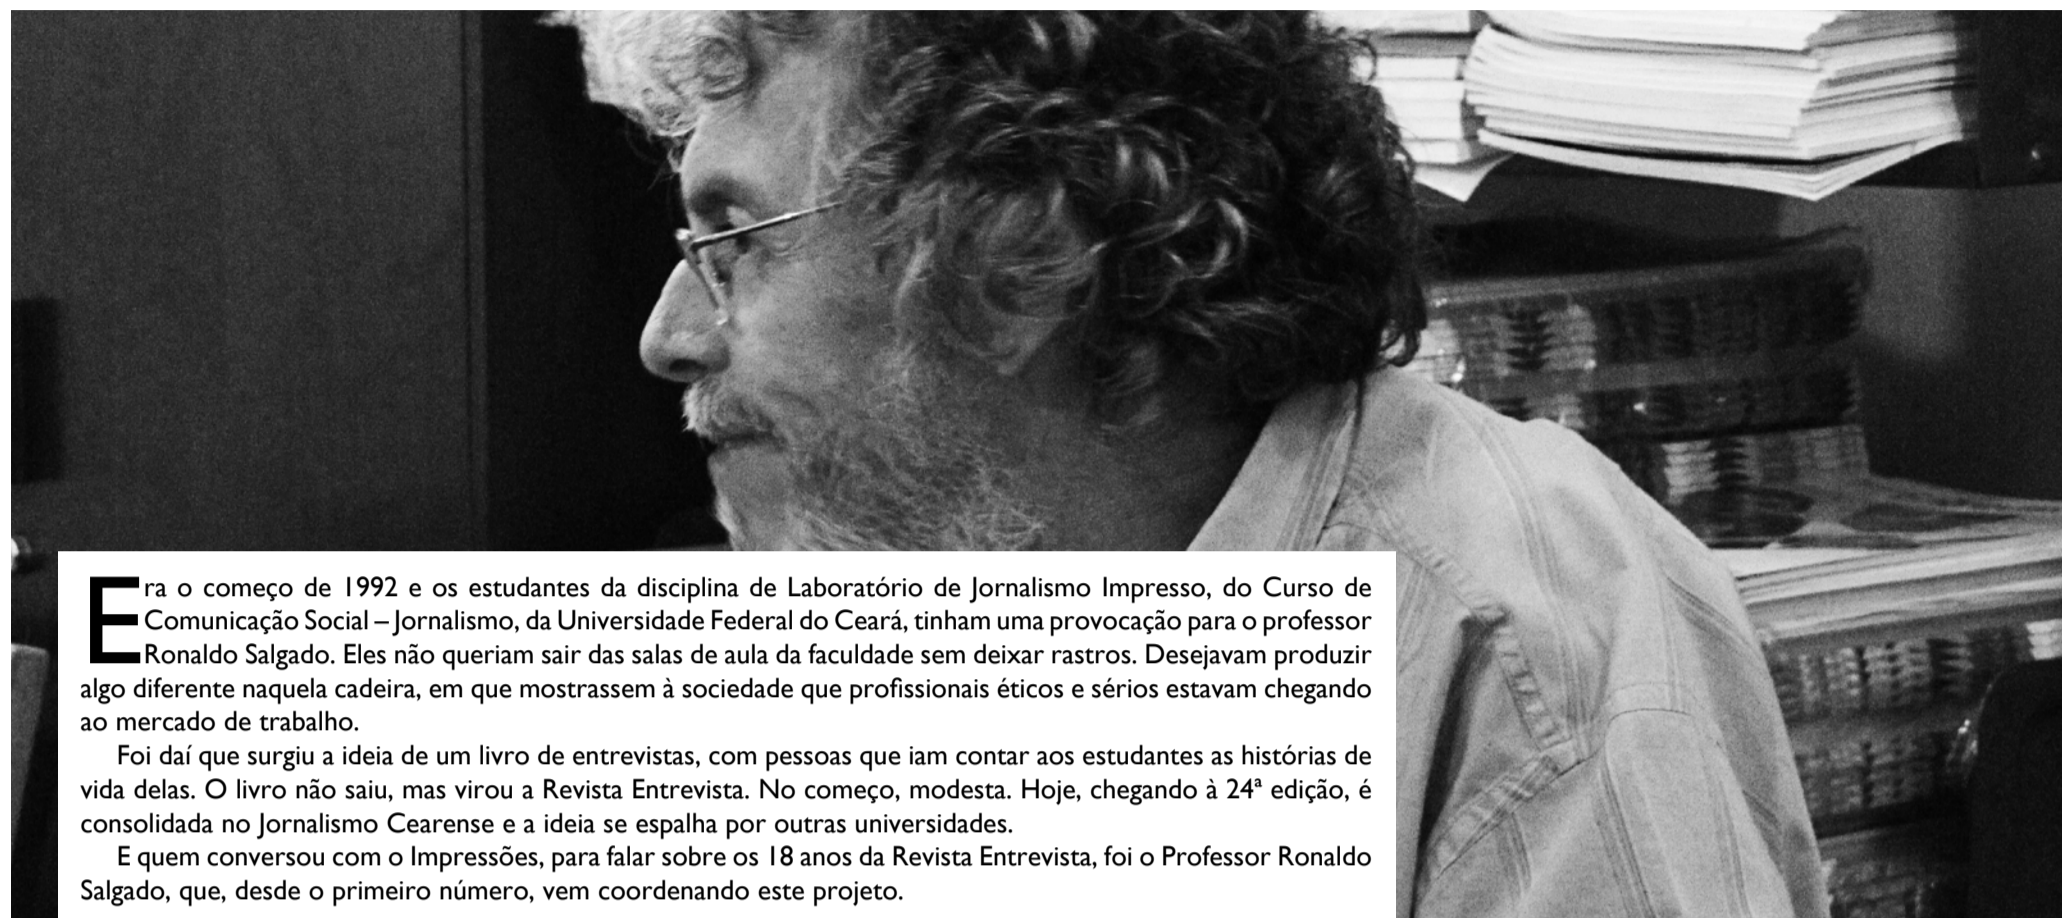 Era o começo de 1992 e os estudantes da disciplina de Laboratório de Jornalismo Impresso, do Curso de
Comunicação Social – Jornalismo, da Universidade Federal do Ceará, tinham uma provocação para o professor
Ronaldo Salgado. Eles não queriam sair das salas de aula da faculdade sem deixar rastros. Desejavam produzir
algo diferente naquela cadeira, em que mostrassem à sociedade que profissionais éticos e sérios estavam chegando
ao mercado de trabalho.
Foi daí que surgiu a ideia de um livro de entrevistas, com pessoas que iam contar aos estudantes as histórias de
vida delas. O livro não saiu, mas virou a Revista Entrevista. No começo, modesta. Hoje, chegando à 24ª edição, é
consolidada no Jornalismo Cearense e a ideia se espalha por outras universidades.
E quem conversou com o Impressões, para falar sobre os 18 anos da Revista Entrevista, foi o Professor Ronaldo
Salgado, que, desde o primeiro número, vem coordenando este projeto.